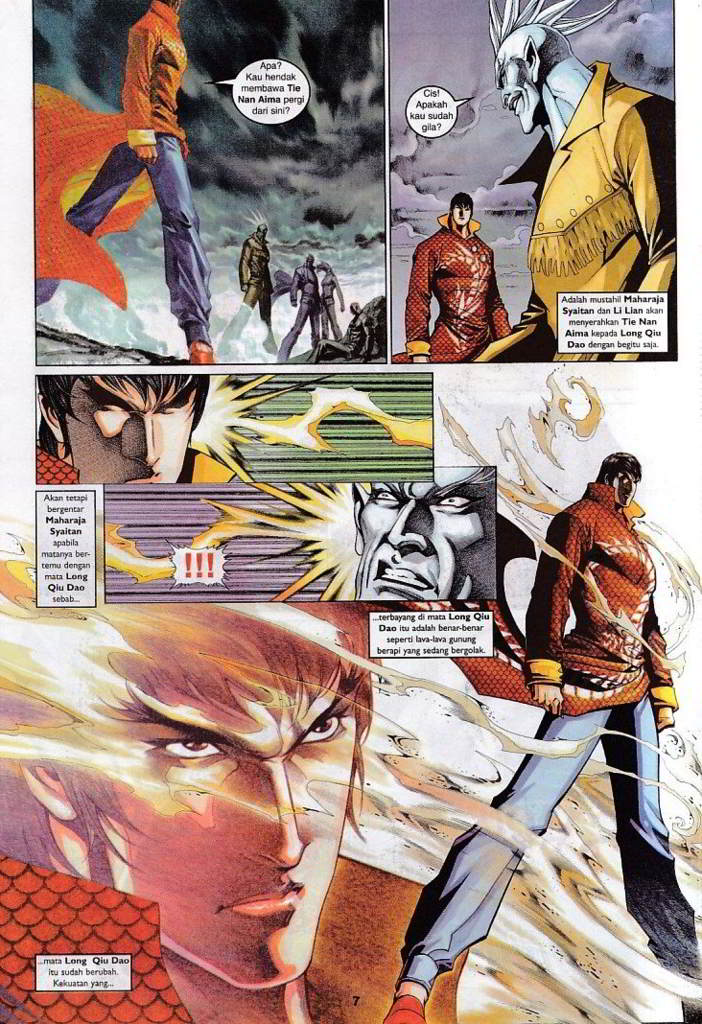 Apa?
Kau hendak
membawa Tie
Nan Aima pergi
dari sini?
Cis!
Apakah
kau sudah
gila?
Adalah mustahil Maharaja
Syaitan dan Li Lian akan
menyerahkan Tie Nan
Aima kepada Long Qiu
Dao dengan begitu saja.
Akan tetapi
bergentar
Maharaja
Syaitan
apabila
matanya ber-
temu dengan
mata Long
Qiu Dao
sebab...
!!!
...terbayang di mata Long Qiu
Dao itu adalah benar-benar
seperti lava-lava gunung
berapi yang sedang bergolak.
...mata Long Qiu Dao
itu sudah berubah.
Kekuatan yang...
7